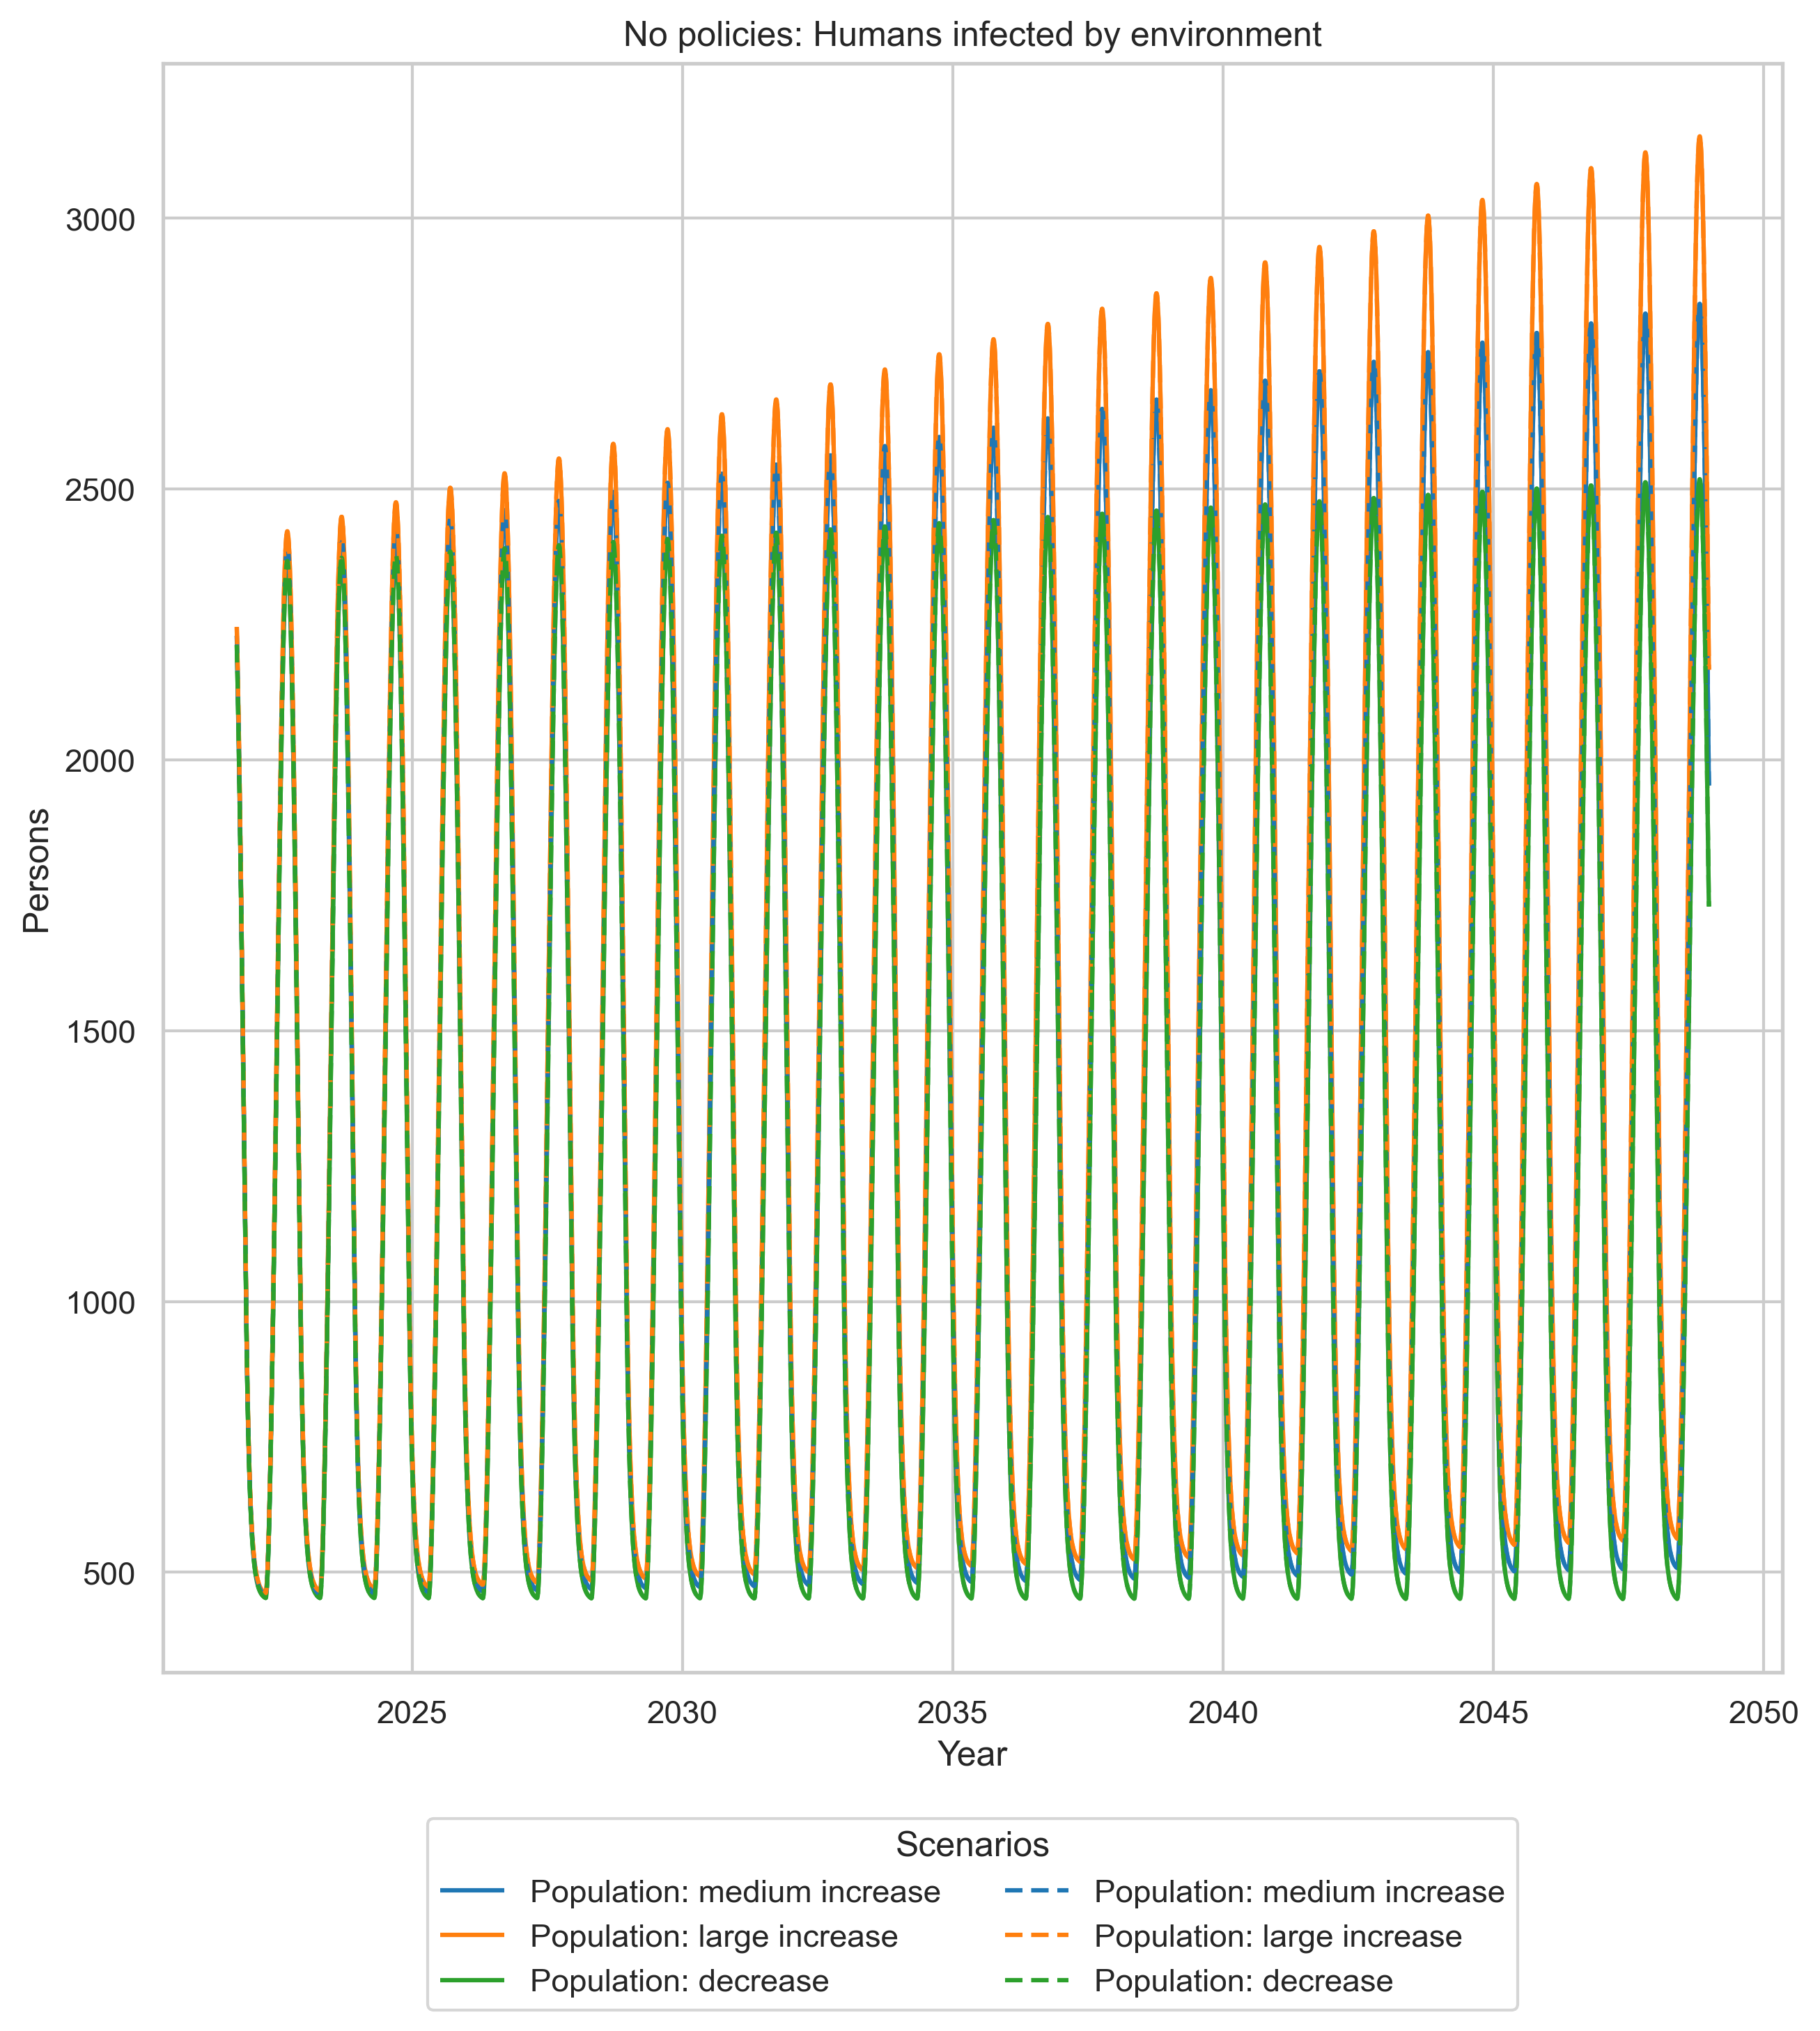 No policies: Humans infected by environment
3000
2500
2000
1500
1000
500
Persons
2025 2030 2035 2040 2045 2050
Year
Scenarios
Population: medium increase Population: medium increase
Population: large increase Population: large increase
Population: decrease Population: decrease